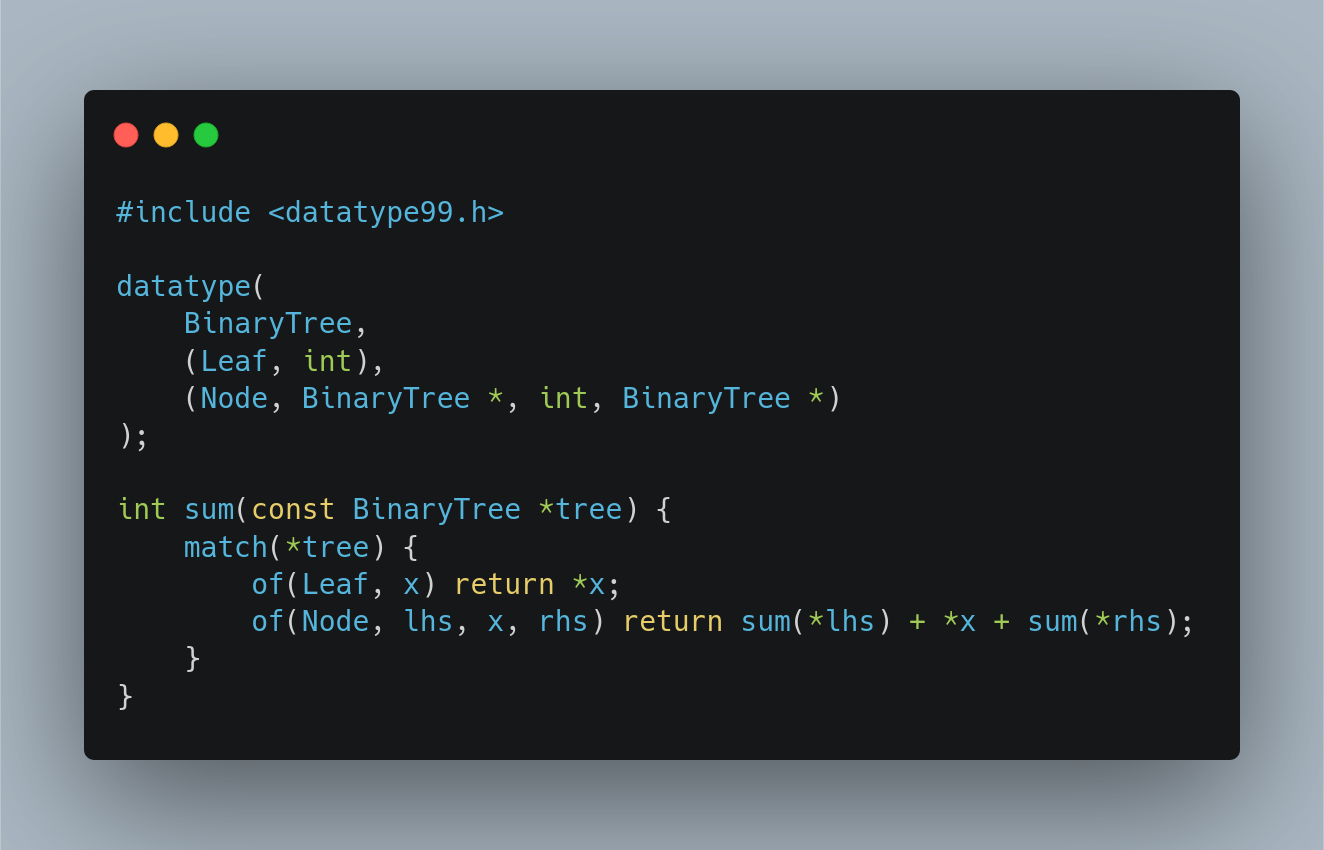 #include <datatype99.h>

datatype(
    BinaryTree,
    (Leaf, int),
    (Node, BinaryTree *, int, BinaryTree *)
);

int sum(const BinaryTree *tree) {
    match(*tree) {
        of(Leaf, x) return *x;
        of(Node, lhs, x, rhs) return sum(*lhs) + *x + sum(*rhs);
    }
}